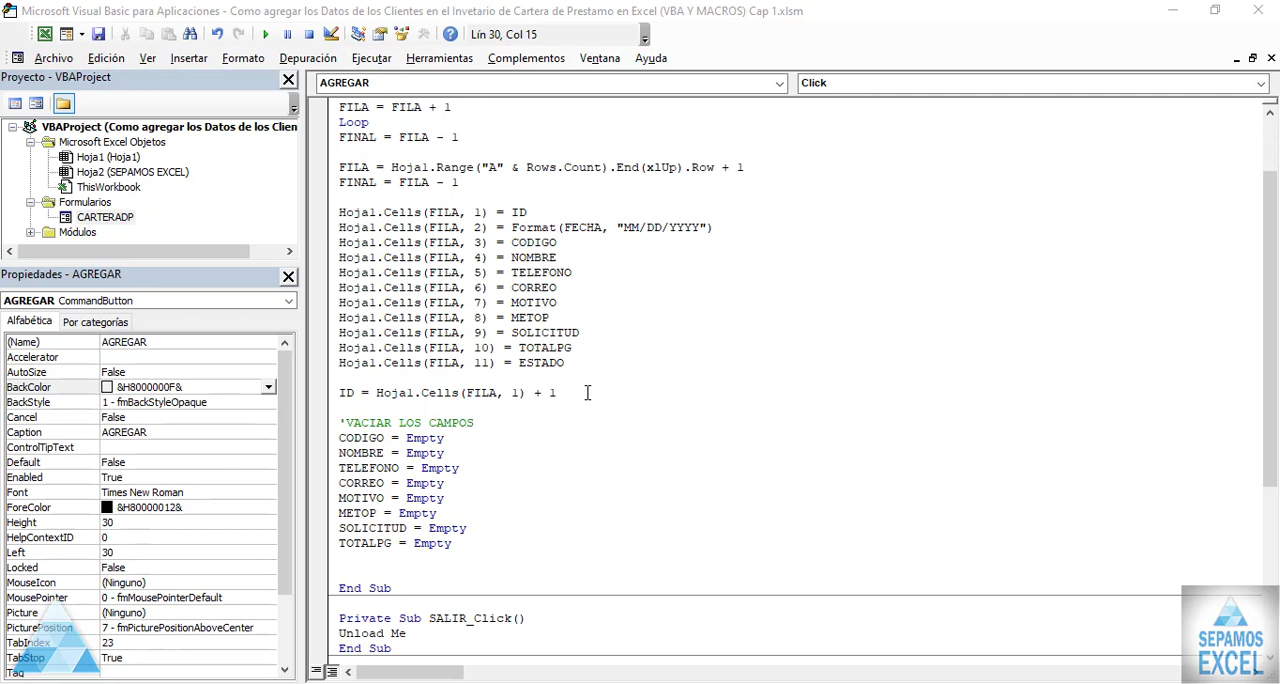 Microsoft Visual Basic para Aplicaciones - Como agregar los Datos de los Clientes en el Invetario de Cartera de Prestamo en Excel (VBA Y MACROS) Cap 1.xlsm
Lín 30, Col 15
Archivo Edición Ver Insertar Formato Depuración Ejecutar Herramientas Complementos Ventana Ayuda
Proyecto - VBAProject
VBAProject (Como agregar los Datos de los Clien
Microsoft Excel Objetos
Hoja1 (Hoja1)
Hoja2 (SEPAMOS EXCEL)
ThisWorkbook
Formularios
CARTERADP
Módulos
Propiedades - AGREGAR
AGREGAR CommandButton
Alfabética Por categorías
(Name) AGREGAR
Accelerator
AutoSize False
BackColor &H8000000F&
BackStyle 1 - fmBackStyleOpaque
Cancel False
Caption AGREGAR
ControlTipText
Default False
Enabled True
Font Times New Roman
ForeColor &H80000012&
Height 30
HelpContextID 0
Left 30
Locked False
MouseIcon (Ninguno)
MousePointer 0 - fmMousePointerDefault
Picture (Ninguno)
PicturePosition 7 - fmPicturePositionAboveCenter
TabIndex 23
TabStop True
Tag
AGREGAR Click
FILA = FILA + 1
Loop
FINAL = FILA - 1
FILA = Hoja1.Range("A" & Rows.Count).End(xlUp).Row + 1
FINAL = FILA - 1
Hoja1.Cells(FILA, 1) = ID
Hoja1.Cells(FILA, 2) = Format(FECHA, "MM/DD/YYYY")
Hoja1.Cells(FILA, 3) = CODIGO
Hoja1.Cells(FILA, 4) = NOMBRE
Hoja1.Cells(FILA, 5) = TELEFONO
Hoja1.Cells(FILA, 6) = CORREO
Hoja1.Cells(FILA, 7) = MOTIVO
Hoja1.Cells(FILA, 8) = METOP
Hoja1.Cells(FILA, 9) = SOLICITUD
Hoja1.Cells(FILA, 10) = TOTALPG
Hoja1.Cells(FILA, 11) = ESTADO
ID = Hoja1.Cells(FILA, 1) + 1
'VACIAR LOS CAMPOS
CODIGO = Empty
NOMBRE = Empty
TELEFONO = Empty
CORREO = Empty
MOTIVO = Empty
METOP = Empty
SOLICITUD = Empty
TOTALPG = Empty
End Sub
Private Sub SALIR_Click()
Unload Me
End Sub
SEPAMOS
EXCEL